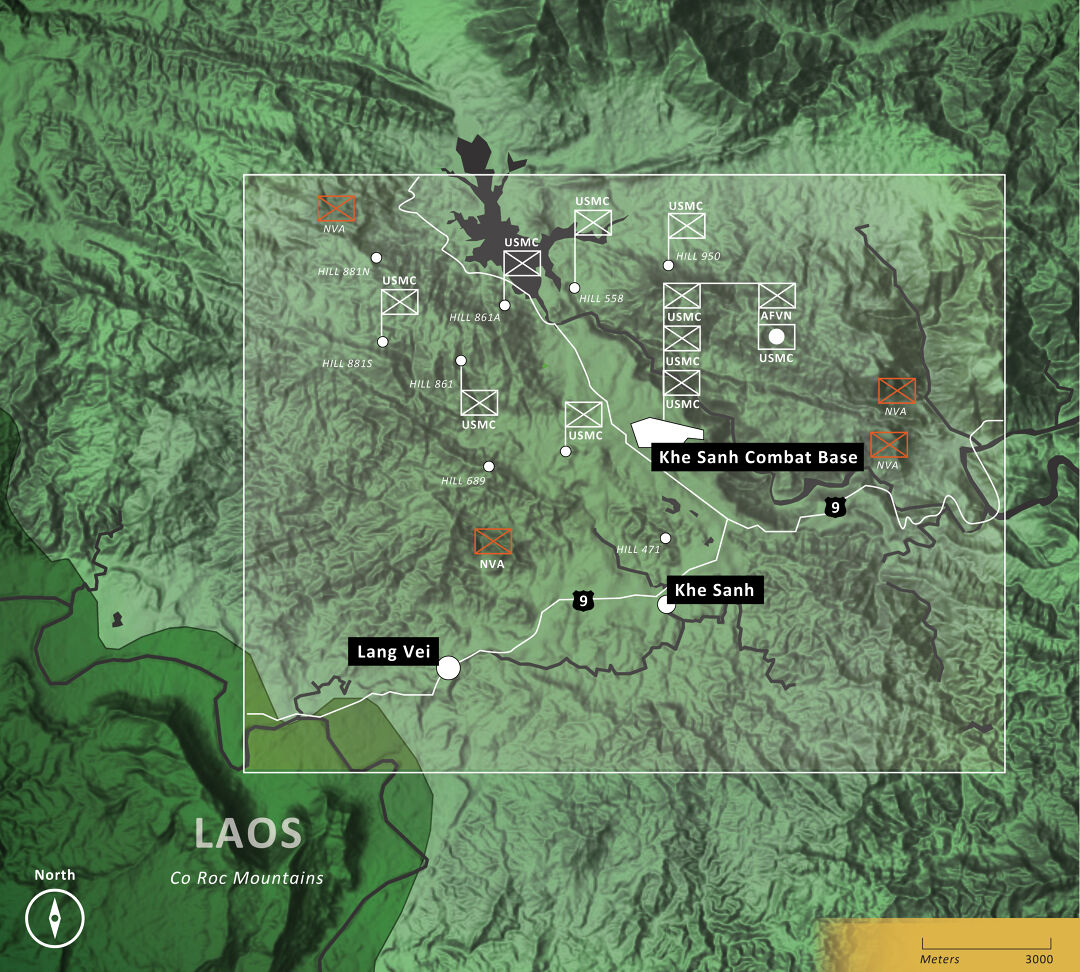 USMC
USMC
NVA
USMC
HILL 950
HILL 881N
USMC
HILL 558
HILL 861A
USMC
AFVN
HILL 881S
USMC
USMC
HILL 861
USMC
NVA
USMC
USMC
NVA
Khe Sanh Combat Base
HILL 689
9
HILL 471
NVA
Khe Sanh
9
Lang Vei
LAOS
Co Roc Mountains
North
Meters 3000